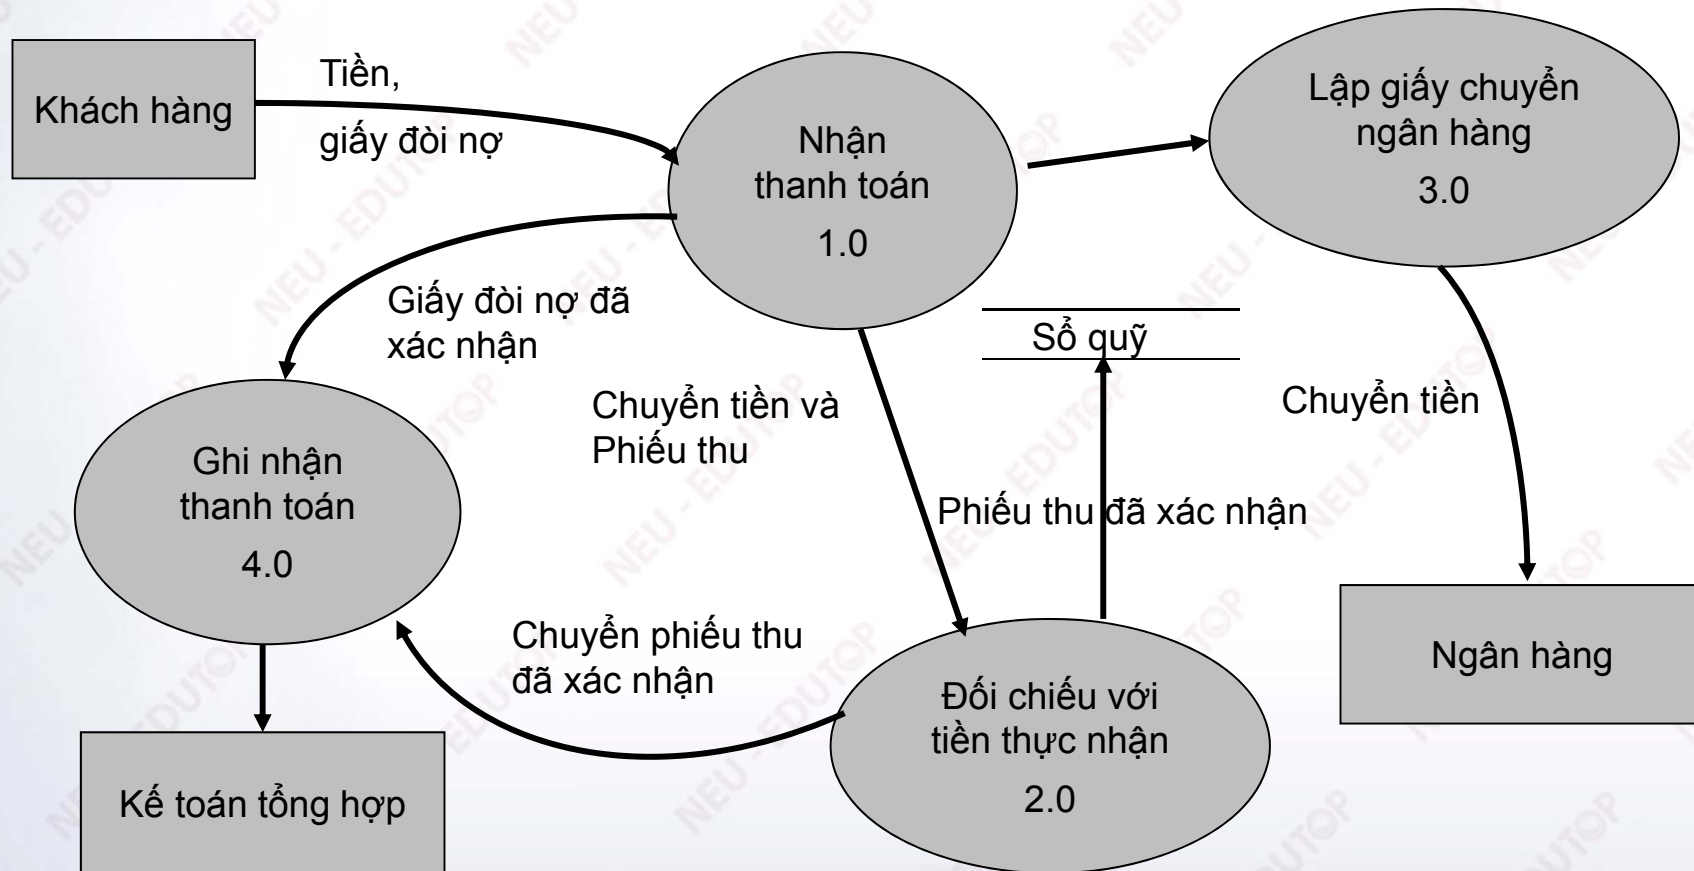 Khách hàng
Tiền,
giấy đòi nợ
Nhận
thanh toán
1.0
Lập giấy chuyển
ngân hàng
3.0
Giấy đòi nợ đã
xác nhận
Sổ quỹ
Chuyển tiền và
Phiếu thu
Chuyển tiền
Ghi nhận
thanh toán
4.0
Phiếu thu đã xác nhận
Chuyển phiếu thu
đã xác nhận
Đối chiếu với
tiền thực nhận
2.0
Ngân hàng
Kế toán tổng hợp
NEU - EDUTOP